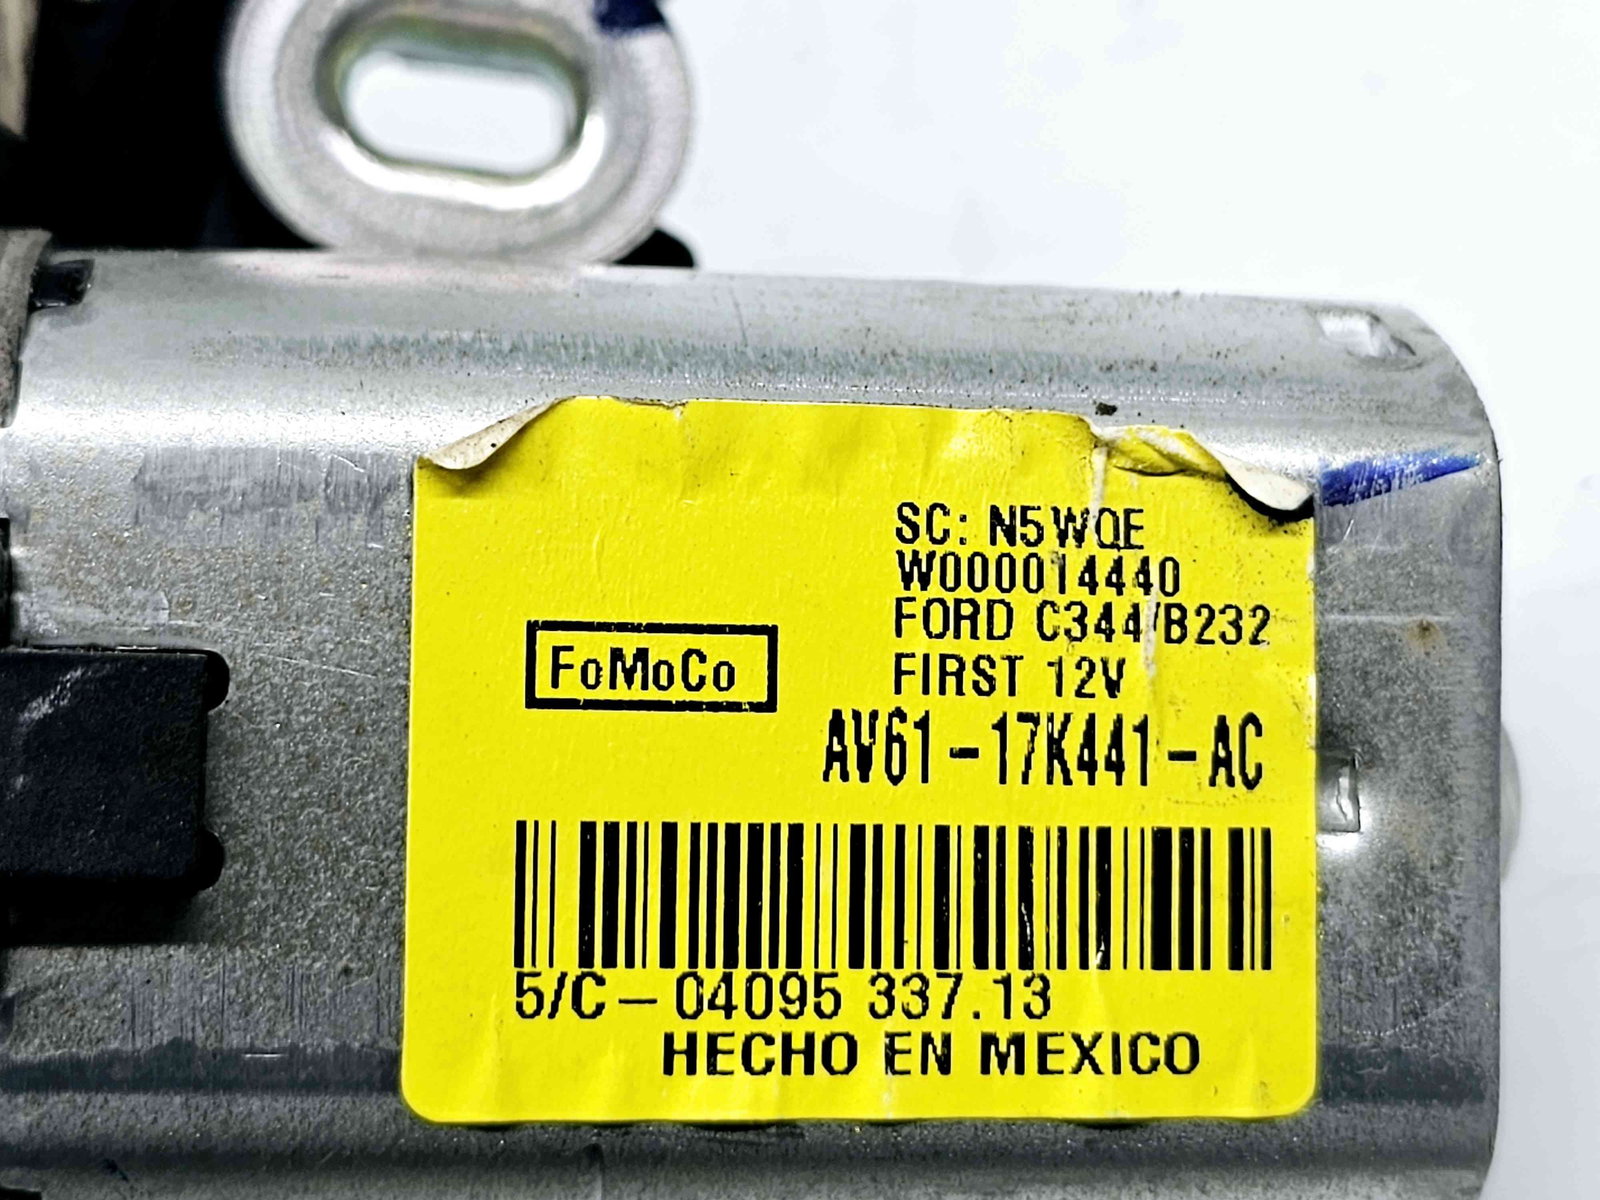 SC: N5WQE
W000014440
FORD C344/B232
FoMoCo
FIRST 12V
AV61-17K441-AC
5/C-04095 337.13
HECHO EN MEXICO